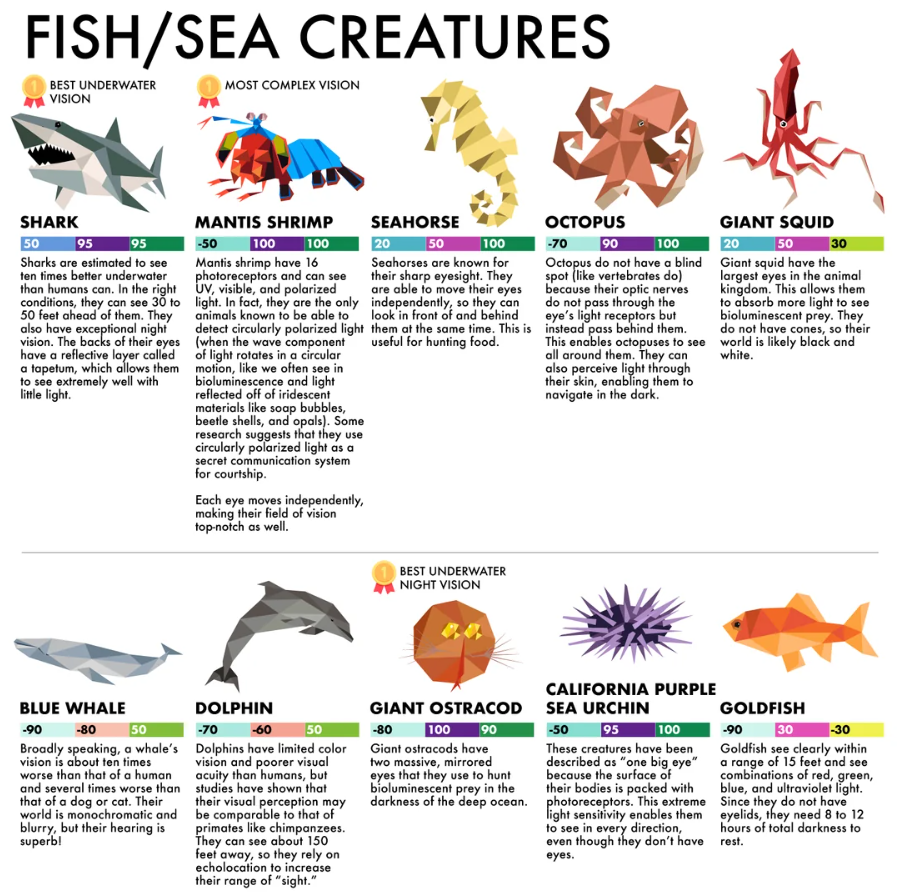 FISH/SEA CREATURES
1 BEST UNDERWATER
VISION
1 MOST COMPLEX VISION
SHARK
50 95 95
Sharks are estimated to see
ten times better underwater
than humans can. In the right
conditions, they can see 30 to
50 feet ahead of them. They
also have exceptional night
vision. The backs of their eyes
have a reflective layer called
a tapetum, which allows them
to see extremely well with
little light.
MANTIS SHRIMP
-50 100 100
Mantis shrimp have 16
photoreceptors and can see
UV, visible, and polarized
light. In fact, they are the only
animals known to be able to
detect circularly polarized light
(when the wave component
of light rotates in a circular
motion, like we often see in
bioluminescence and light
reflected off of iridescent
materials like soap bubbles,
beetle shells, and opals). Some
research suggests that they use
circularly polarized light as a
secret communication system
for courtship.
Each eye moves independently,
making their field of vision
top-notch as well.
SEAHORSE
20 50 100
Seahorses are known for
their sharp eyesight. They
are able to move their eyes
independently, so they can
look in front of and behind
them at the same time. This is
useful for hunting food.
OCTOPUS
-70 90 100
Octopus do not have a blind
spot (like vertebrates do)
because their optic nerves
do not pass through the
eye's light receptors but
instead pass behind them.
This enables octopuses to see
all around them. They can
also perceive light through
their skin, enabling them to
navigate in the dark.
GIANT SQUID
20 50 30
Giant squid have the
largest eyes in the animal
kingdom. This allows them
to absorb more light to see
bioluminescent prey. They
do not have cones, so their
world is likely black and
white.
BLUE WHALE
-90 -80 50
Broadly speaking, a whale's
vision is about ten times
worse than that of a human
and several times worse than
that of a dog or cat. Their
world is monochromatic and
blurry, but their hearing is
superb!
DOLPHIN
-70 -60 50
Dolphins have limited color
vision and poorer visual
acuity than humans, but
studies have shown that
their visual perception may
be comparable to that of
primates like chimpanzees.
They can see about 150
feet away, so they rely on
echolocation to increase
their range of "sight."
1 BEST UNDERWATER
NIGHT VISION
GIANT OSTRACOD
-80 100 90
Giant ostracods have
two massive, mirrored
eyes that they use to hunt
bioluminescent prey in the
darkness of the deep ocean.
CALIFORNIA PURPLE
SEA URCHIN
-50 95 100
These creatures have been
described as "one big eye"
because the surface of
their bodies is packed with
photoreceptors. This extreme
light sensitivity enables them
to see in every direction,
even though they don't have
eyes.
GOLDFISH
-90 30 -30
Goldfish see clearly within
a range of 15 feet and see
combinations of red, green,
blue, and ultraviolet light.
Since they do not have
eyelids, they need 8 to 12
hours of total darkness to
rest.